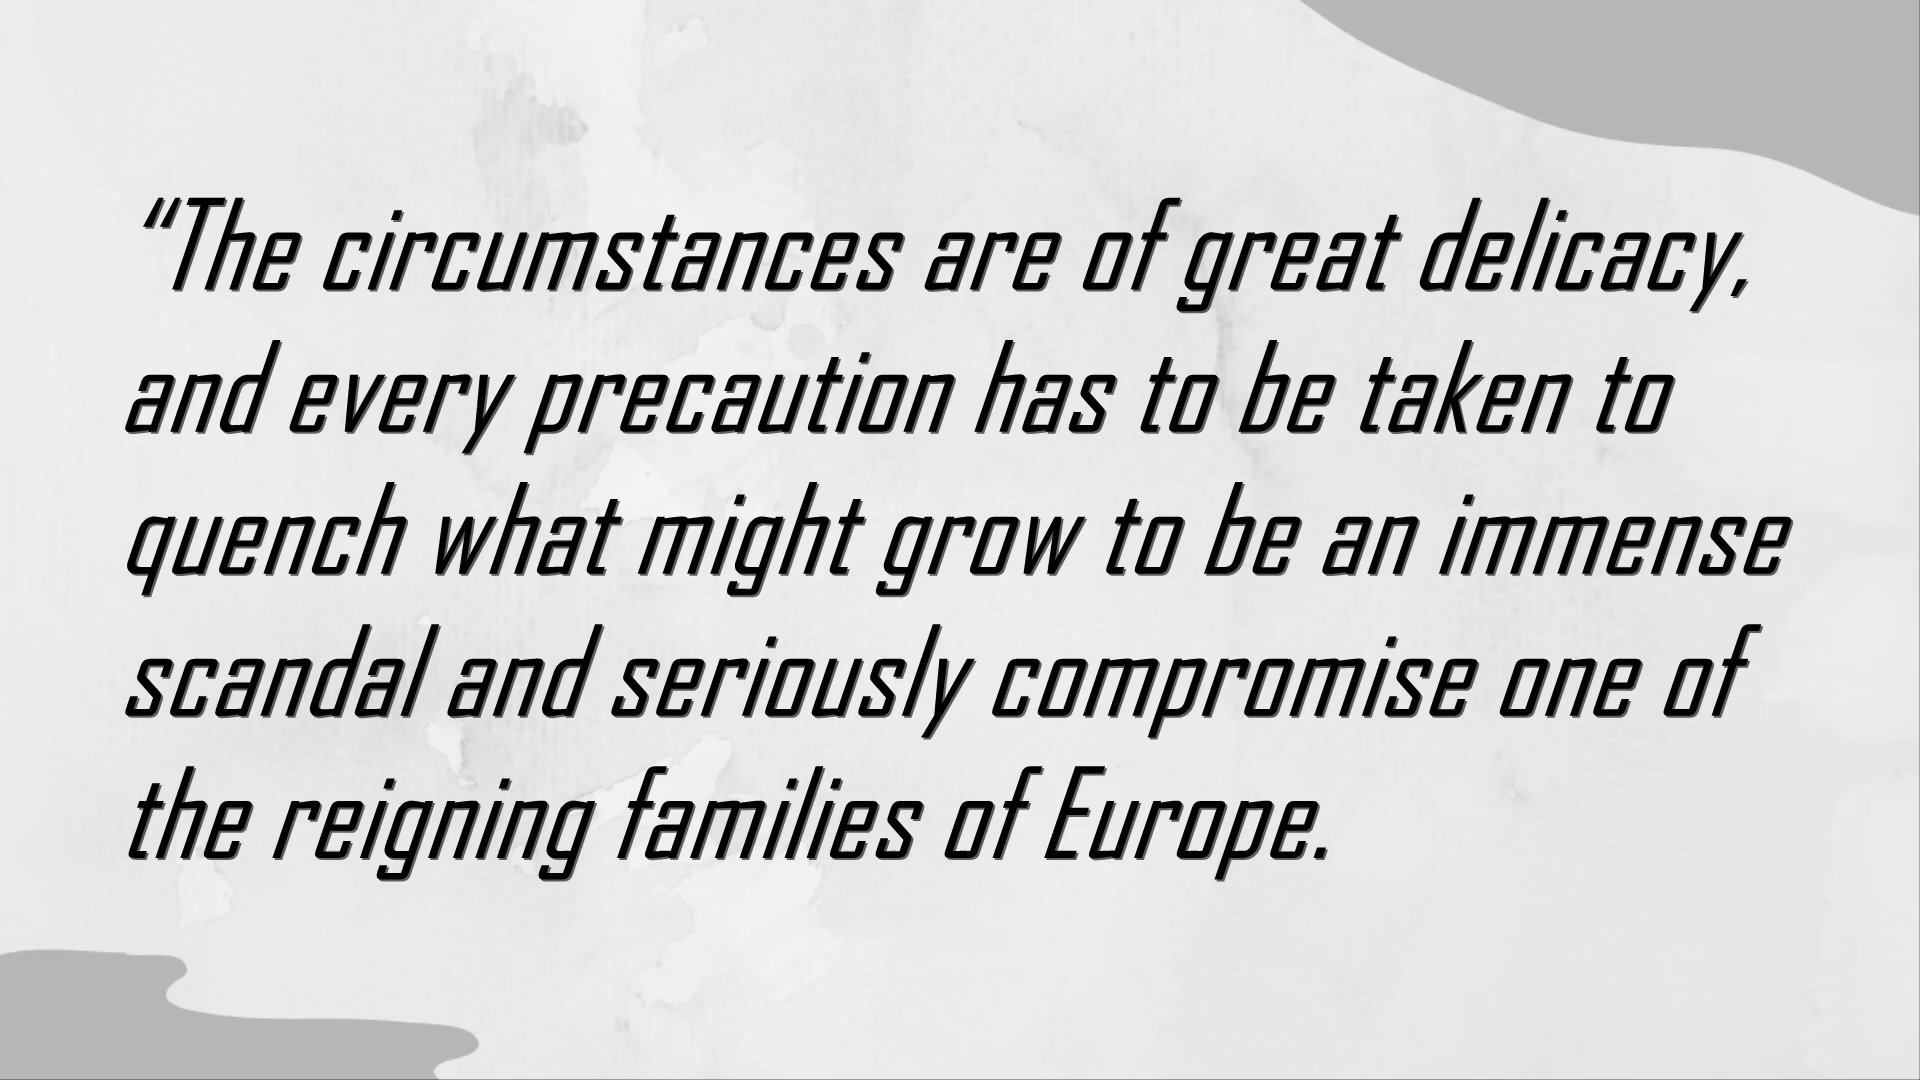 “The circumstances are of great delicacy,
and every precaution has to be taken to
quench what might grow to be an immense
scandal and seriously compromise one of
the reigning families of Europe.